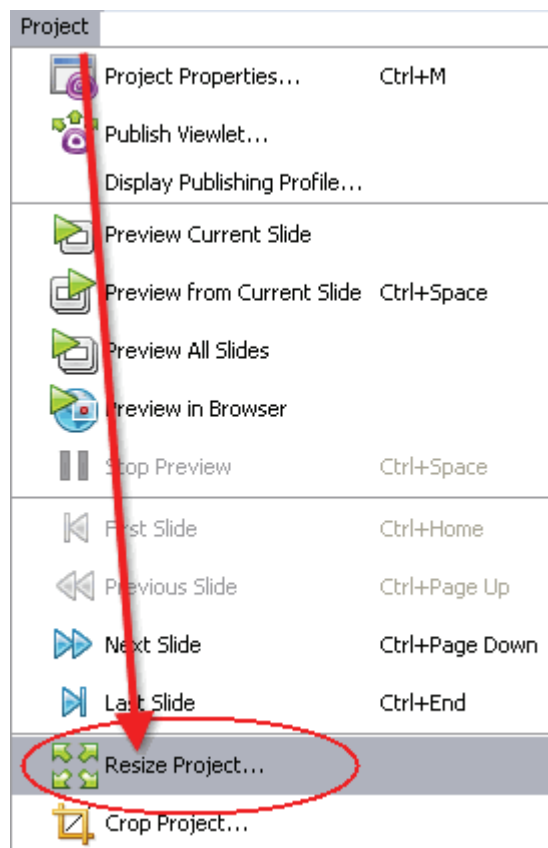 Project
Project Properties... Ctrl+M
Publish Viewlet...
Display Publishing Profile...
Preview Current Slide
Preview from Current Slide Ctrl+Space
Preview All Slides
Preview in Browser
Stop Preview Ctrl+Space
First Slide Ctrl+Home
Previous Slide Ctrl+Page Up
Next Slide Ctrl+Page Down
Last Slide Ctrl+End
Resize Project...
Crop Project...